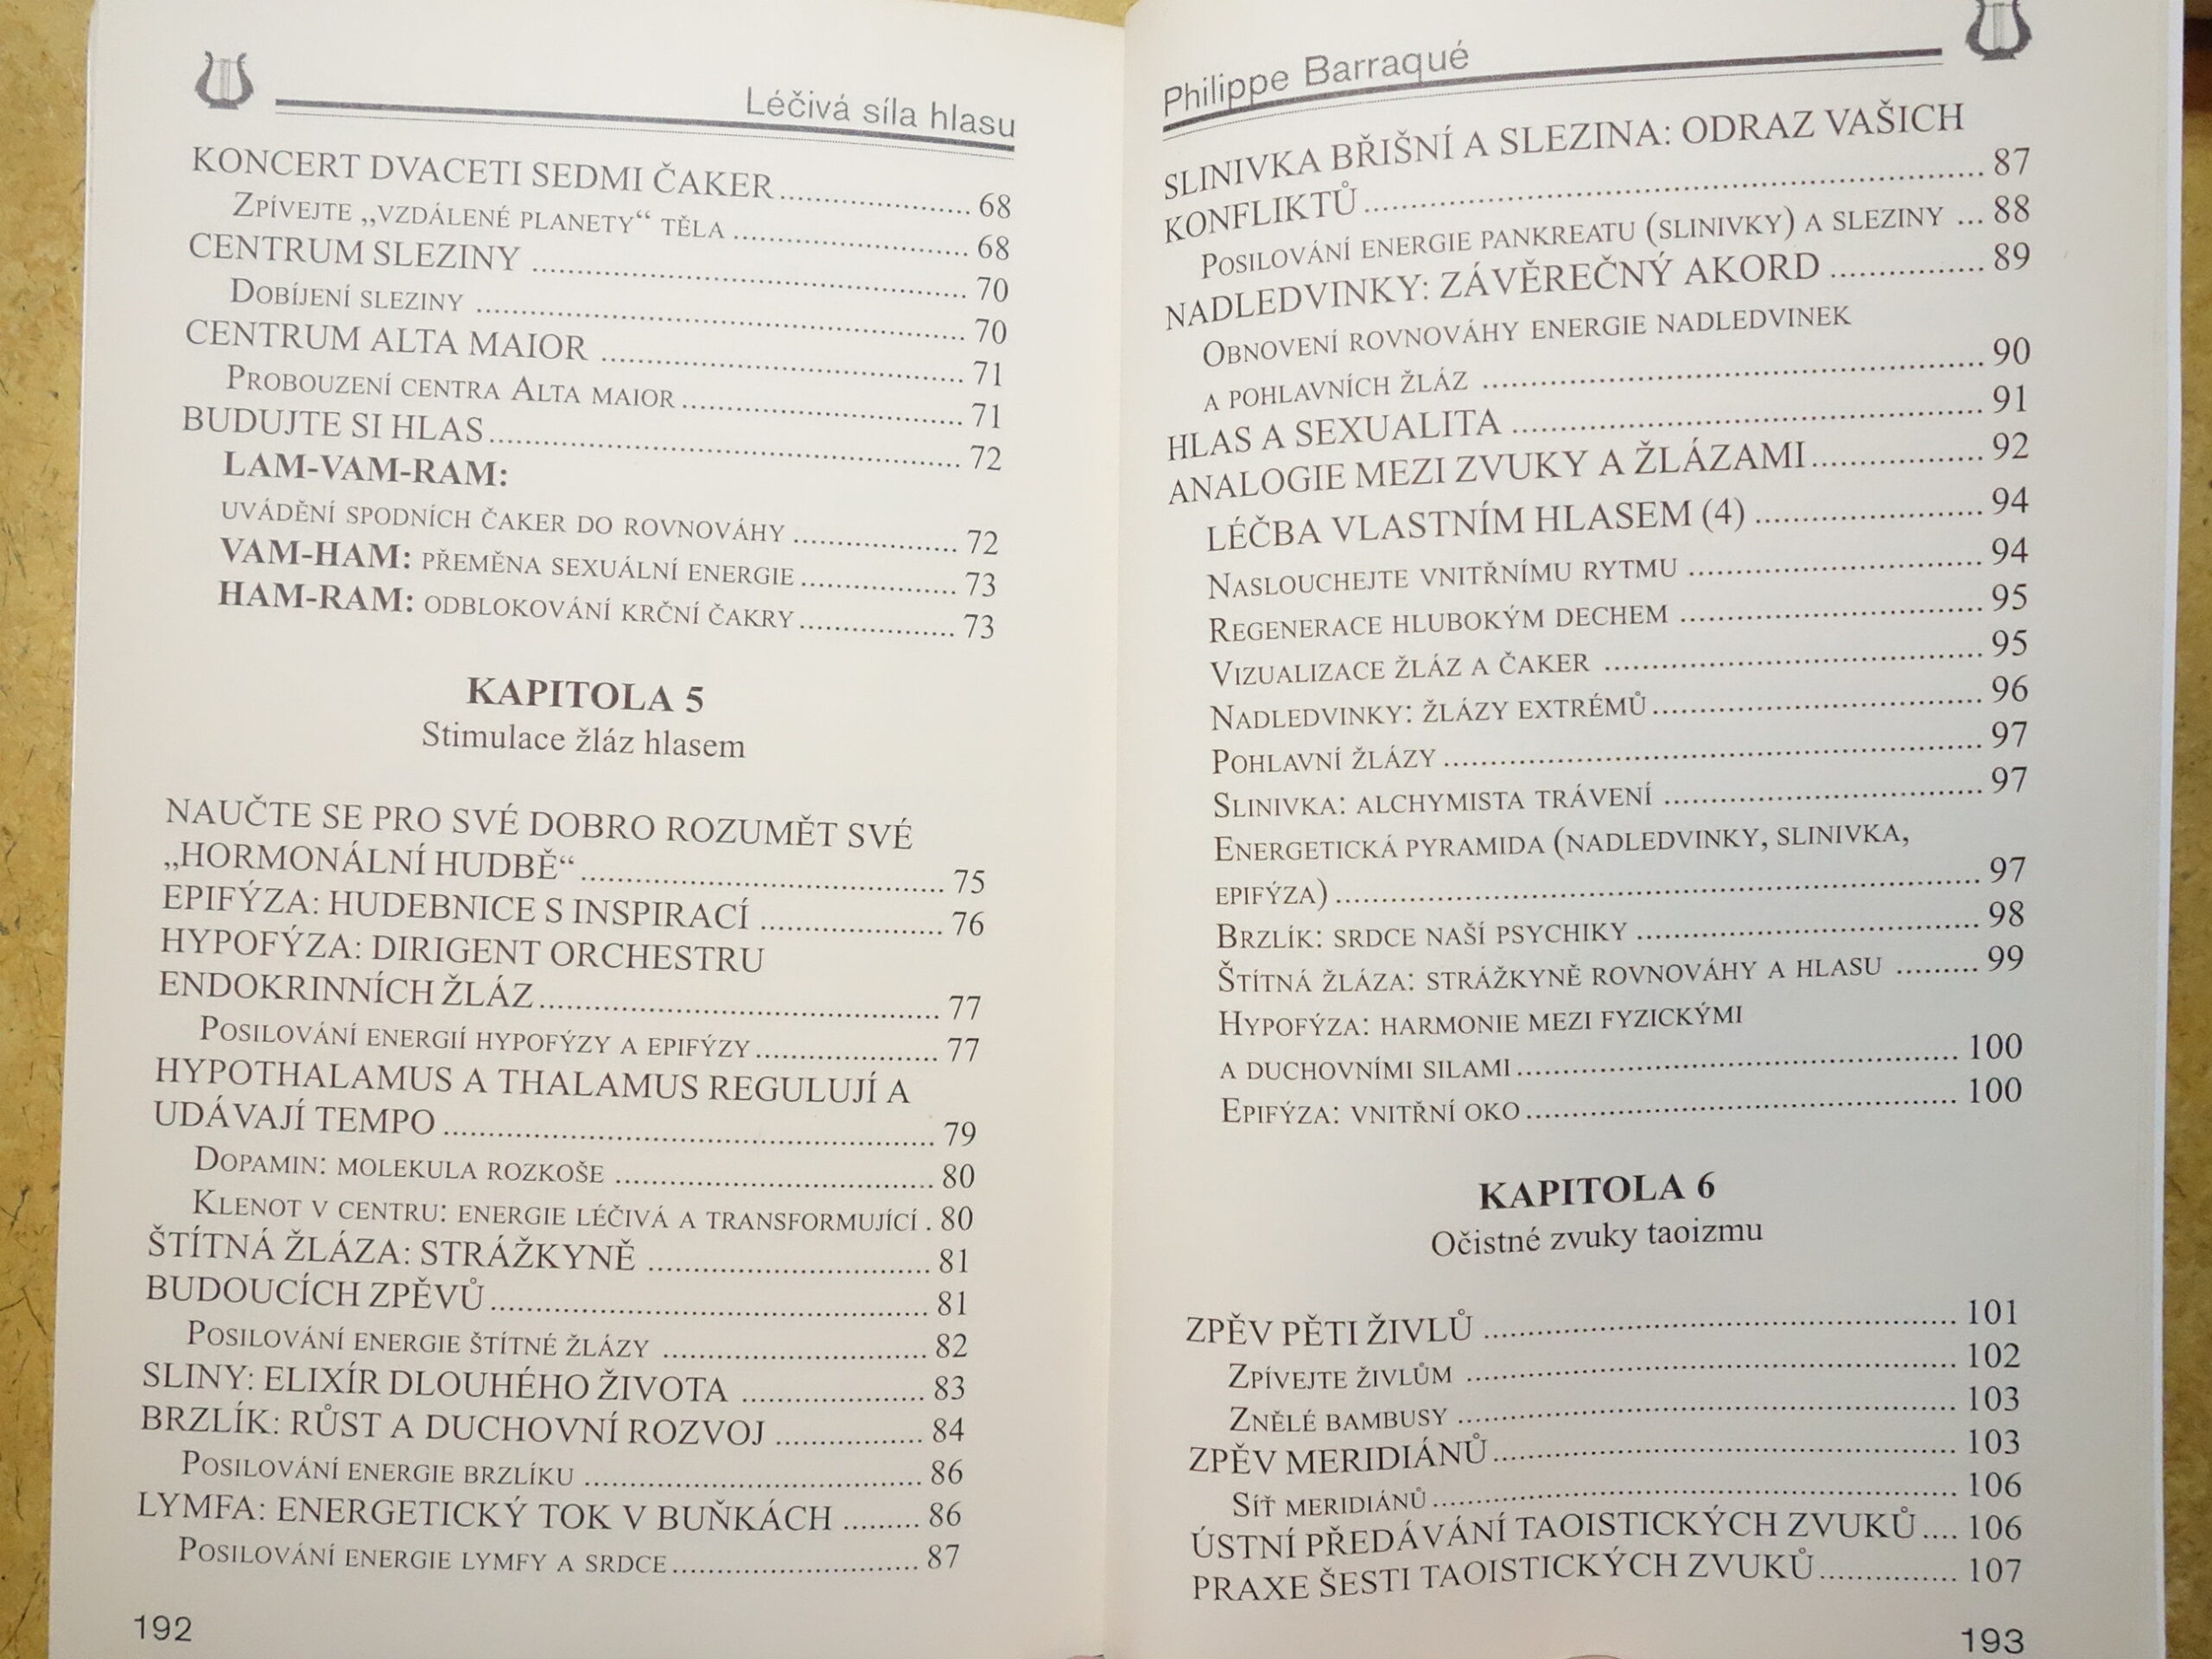 Léčivá síla hlasu
KONCERT DVACETI SEDMI ČAKER..................... 68
Zpívejte „vzdálené planety“ těla .......................... 68
CENTRUM SLEZINY ................................................ 70
Dobíjení sleziny ...................................................... 70
CENTRUM ALTA MAIOR ........................................ 71
Probouzení centra Alta maior............................... 71
BUDUJTE SI HLAS.................................................... 72
LAM-VAM-RAM:
uvádění spodních čaker do rovnováhy .................. 72
VAM-HAM: přeměna sexuální energie................. 73
HAM-RAM: odblokování krční čakry................. 73
KAPITOLA 5
Stimulace žláz hlasem
NAUČTE SE PRO SVÉ DOBRO ROZUMĚT SVÉ
„HORMONÁLNÍ HUDBĚ“........................................ 75
EPIFÝZA: HUDEBNICE S INSPIRACÍ .................... 76
HYPOFÝZA: DIRIGENT ORCHESTRU
ENDOKRINNÍCH ŽLÁZ............................................ 77
Posilování energií hypofýzy a epifýzy.................... 77
HYPOTHALAMUS A THALAMUS REGULUJÍ A
UDÁVAJÍ TEMPO ..................................................... 79
Dopamin: molekula rozkoše ................................... 80
Klenot v centru: energie léčivá a transformující . 80
ŠTÍTNÁ ŽLÁZA: STRÁŽKYNĚ ............................... 81
BUDOUCÍCH ZPĚVŮ................................................ 81
Posilování energie štítné žlázy ............................. 82
SLINY: ELIXÍR DLOUHÉHO ŽIVOTA .................... 83
BRZLÍK: RŮST A DUCHOVNÍ ROZVOJ ................ 84
Posilování energie brzlíku ..................................... 86
LYMFA: ENERGETICKÝ TOK V BUŇKÁCH ......... 86
Posilování energie lymfy a srdce........................... 87
192
Philippe Barraqué
SLINIVKA BŘIŠNÍ A SLEZINA: ODRAZ VAŠICH
KONFLIKTŮ.................................................................. 87
Posilování energie pankreatu (slinivky) a sleziny ... 88
NADLEDVINKY: ZÁVĚREČNÝ AKORD ................ 89
Obnovení rovnováhy energie nadledvinek
a pohlavních žláz ..................................................... 90
HLAS A SEXUALITA ................................................. 91
ANALOGIE MEZI ZVUKY A ŽLÁZAMI.................. 92
LÉČBA VLASTNÍM HLASEM (4) ........................ 94
Naslouchejte vnitřnímu rytmu ............................... 94
Regenerace hlubokým dechem ................................ 95
Vizualizace žláz a čaker ........................................ 95
Nadledvinky: žlázy extrémů................................... 96
Pohlavní žlázy......................................................... 97
Slinivka: alchymista trávení .................................. 97
Energetická pyramida (nadledvinky, slinivka,
epifýza).................................................................... 97
Brzlík: srdce naší psychiky .................................... 98
Štítná žláza: strážkyně rovnováhy a hlasu ......... 99
Hypofýza: harmonie mezi fyzickými
a duchovními silami............................................... 100
Epifýza: vnitřní oko.............................................. 100
KAPITOLA 6
Očistné zvuky taoizmu
ZPĚV PĚTI ŽIVLŮ .................................................. 101
Zpívejte živlům ..................................................... 102
Znělé bambusy ...................................................... 103
ZPĚV MERIDIÁNŮ.................................................. 103
Síť meridiánů......................................................... 106
ÚSTNÍ PŘEDÁVÁNÍ TAOISTICKÝCH ZVUKŮ.... 106
PRAXE ŠESTI TAOISTICKÝCH ZVUKŮ............... 107
193